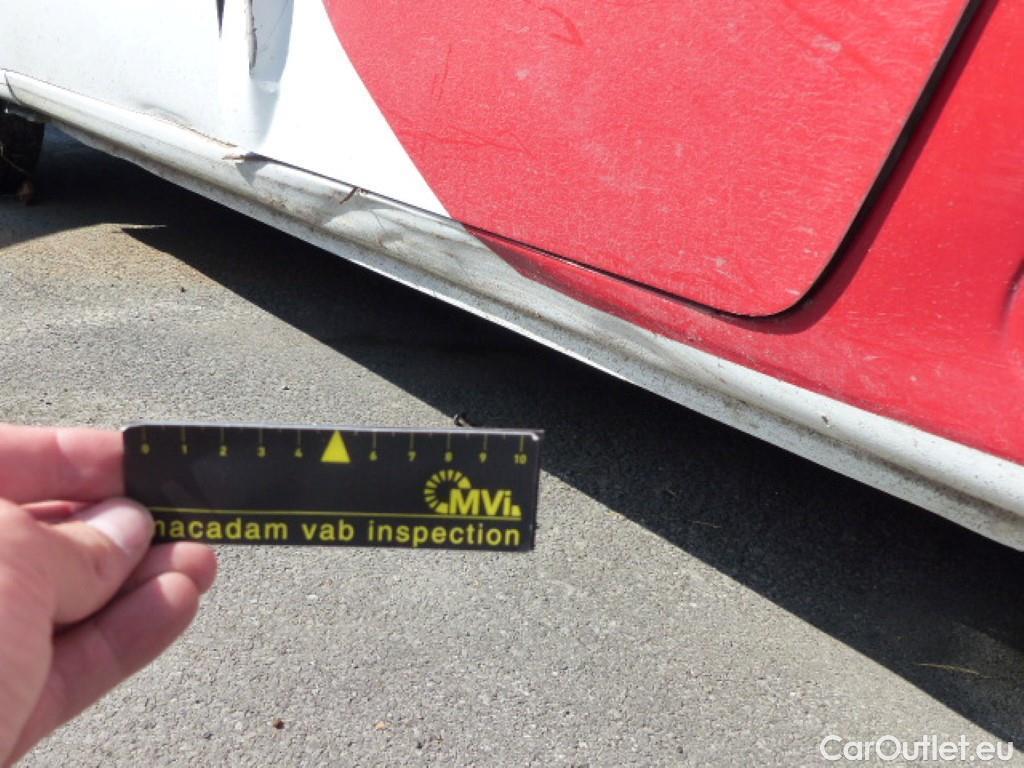 0 1 2 3 4 6 7 8 9 10
MVi
macadam vab inspection
CarOutlet.eu